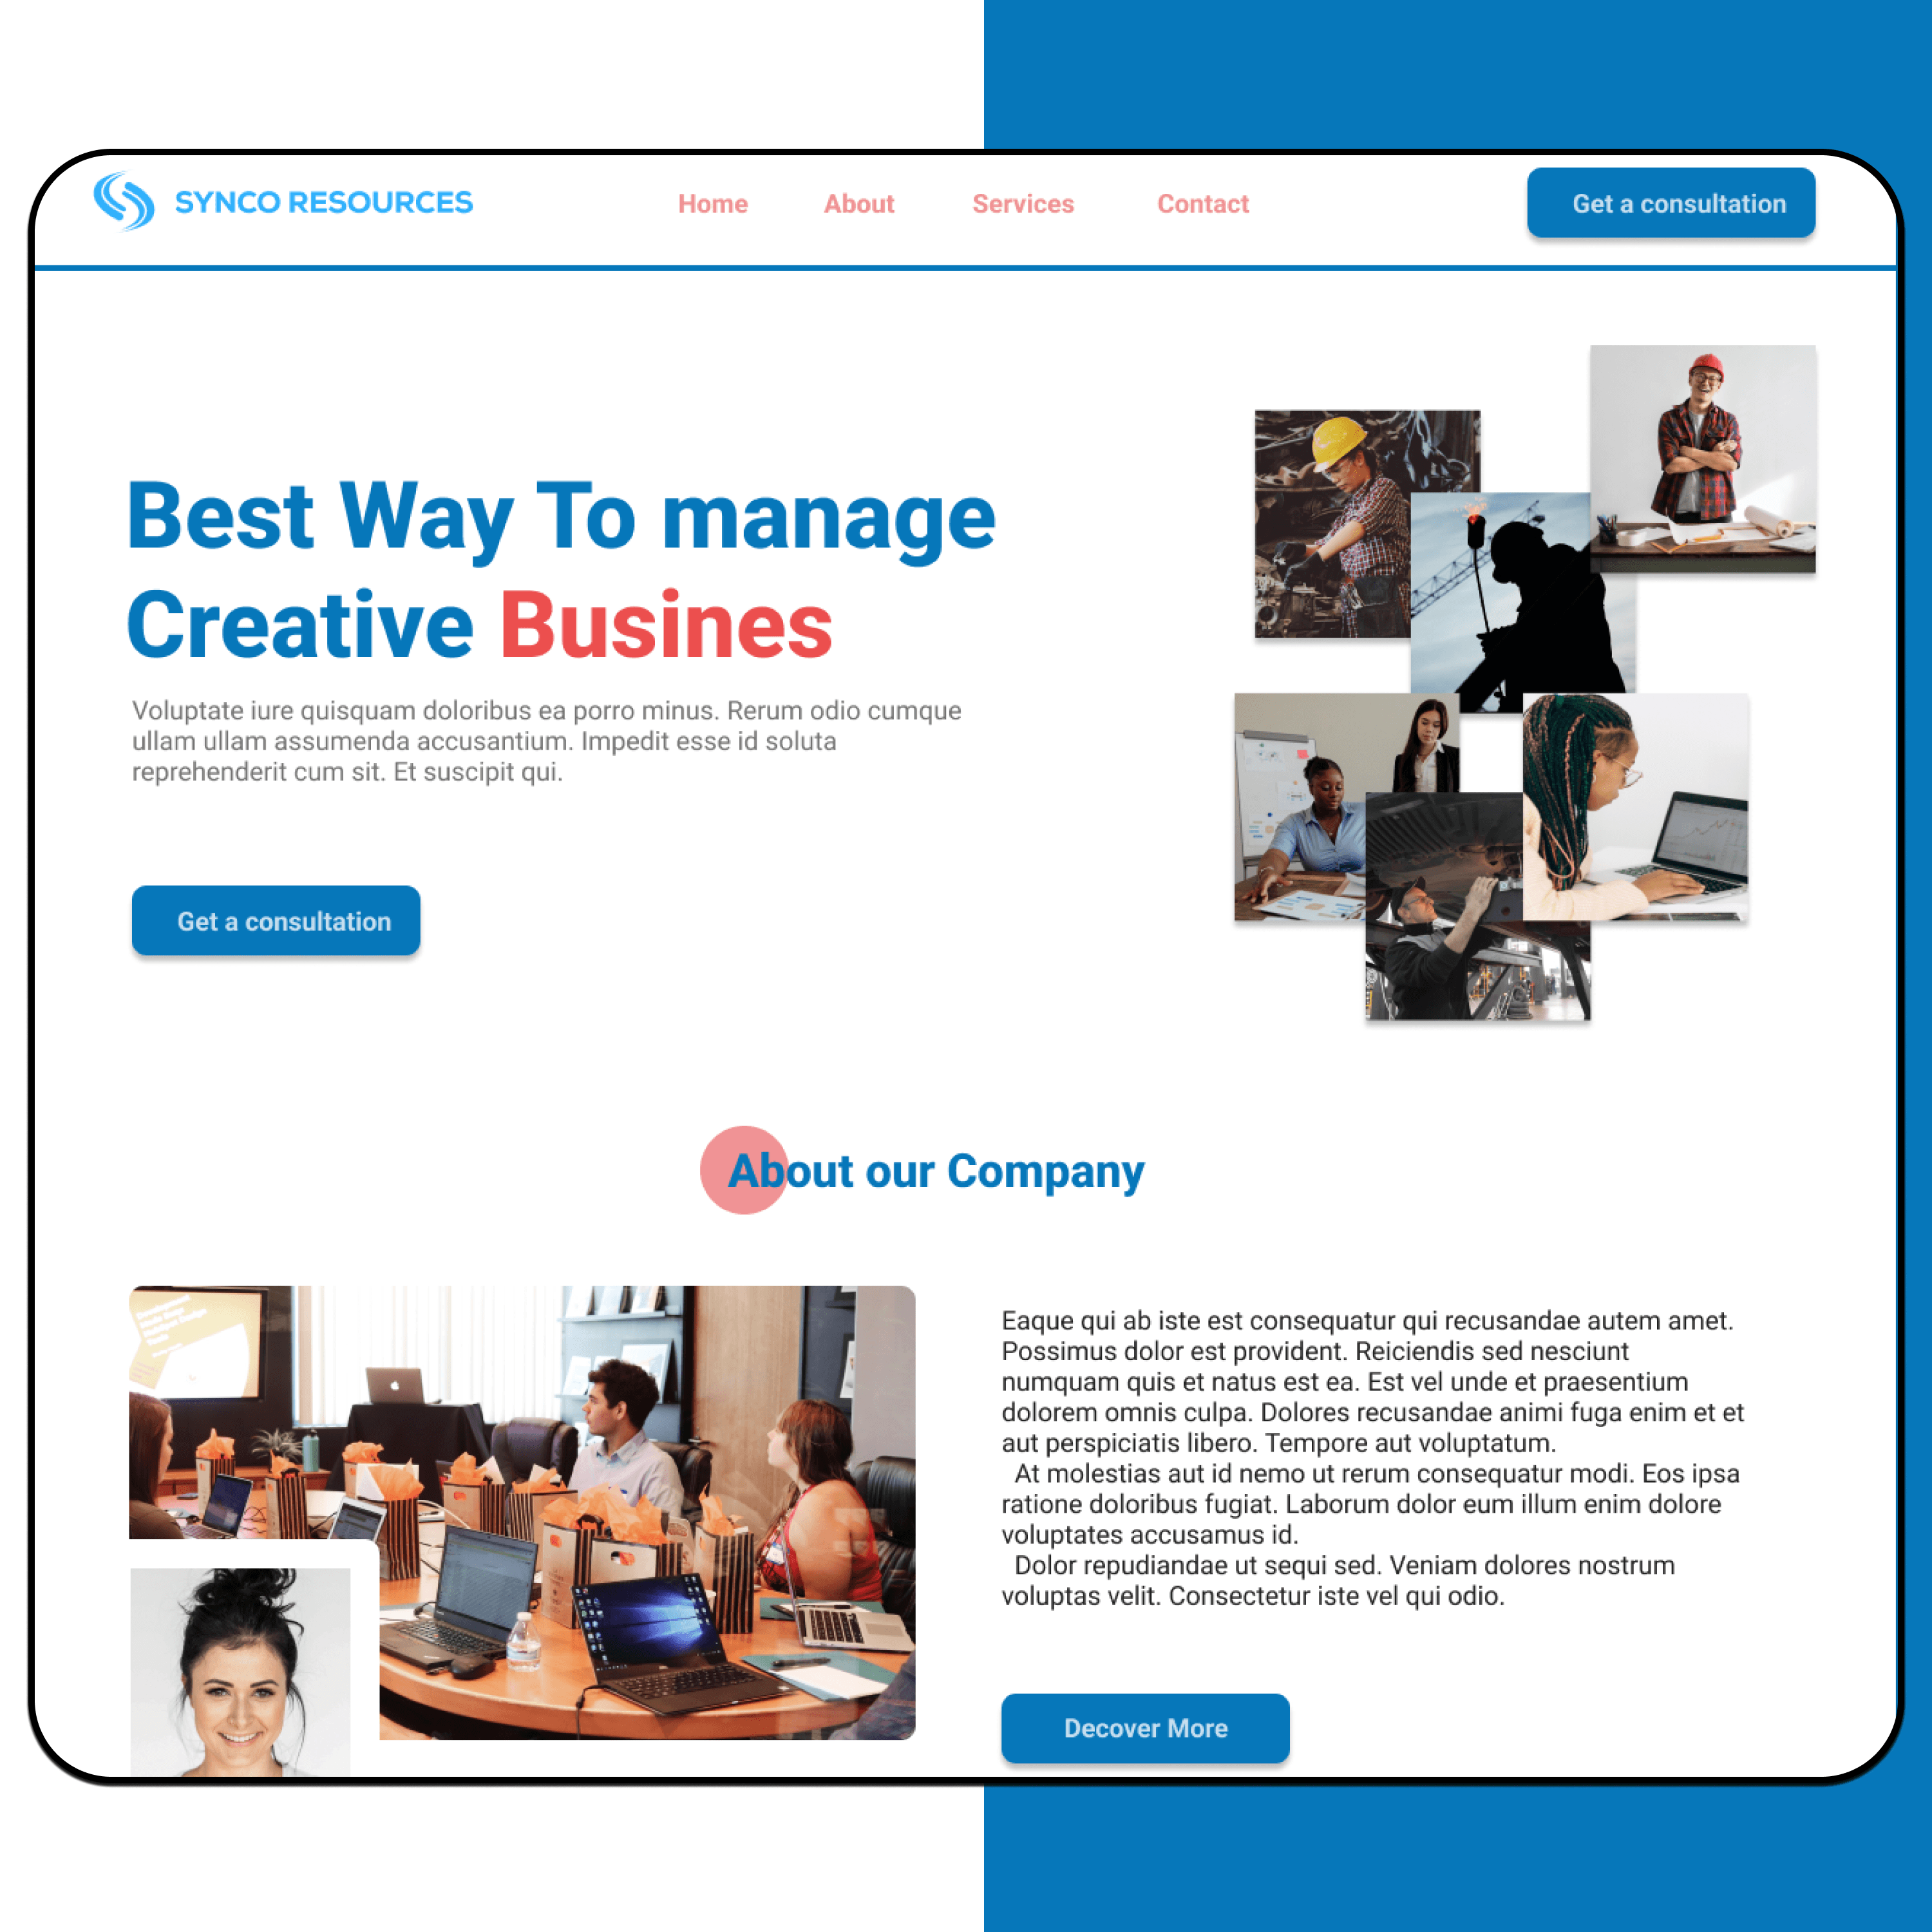 SYNCO RESOURCES
Home
About
Services
Contact
Get a consultation
Best Way To manage
Creative Busines
Voluptate iure quisquam doloribus ea porro minus. Rerum odio cumque
ullam ullam assumenda accusantium. Impedit esse id soluta
reprehenderit cum sit. Et suscipit qui.
Get a consultation
About our Company
Eaque qui ab iste est consequatur qui recusandae autem amet.
Possimus dolor est provident. Reiciendis sed nesciunt
numquam quis et natus est ea. Est vel unde et praesentium
dolorem omnis culpa. Dolores recusandae animi fuga enim et et
aut perspiciatis libero. Tempore aut voluptatum.
At molestias aut id nemo ut rerum consequatur modi. Eos ipsa
ratione doloribus fugiat. Laborum dolor eum illum enim dolore
voluptates accusamus id.
Dolor repudiandae ut sequi sed. Veniam dolores nostrum
voluptas velit. Consectetur iste vel qui odio.
Decover More